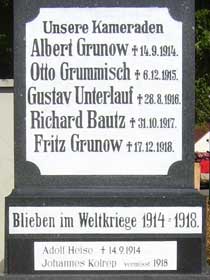 Unsere Kameraden
Albert Grunow † 14.9.1914.
Otto Grummisch † 6.12.1915.
Gustav Unterlauf † 28.8.1916.
Richard Bautz † 31.10.1917.
Fritz Grunow † 17.12.1918.
Blieben im Weltkriege 1914-1918.
Adolf Heise † 14.9.1914
Johannes Kolrep vermisst 1918